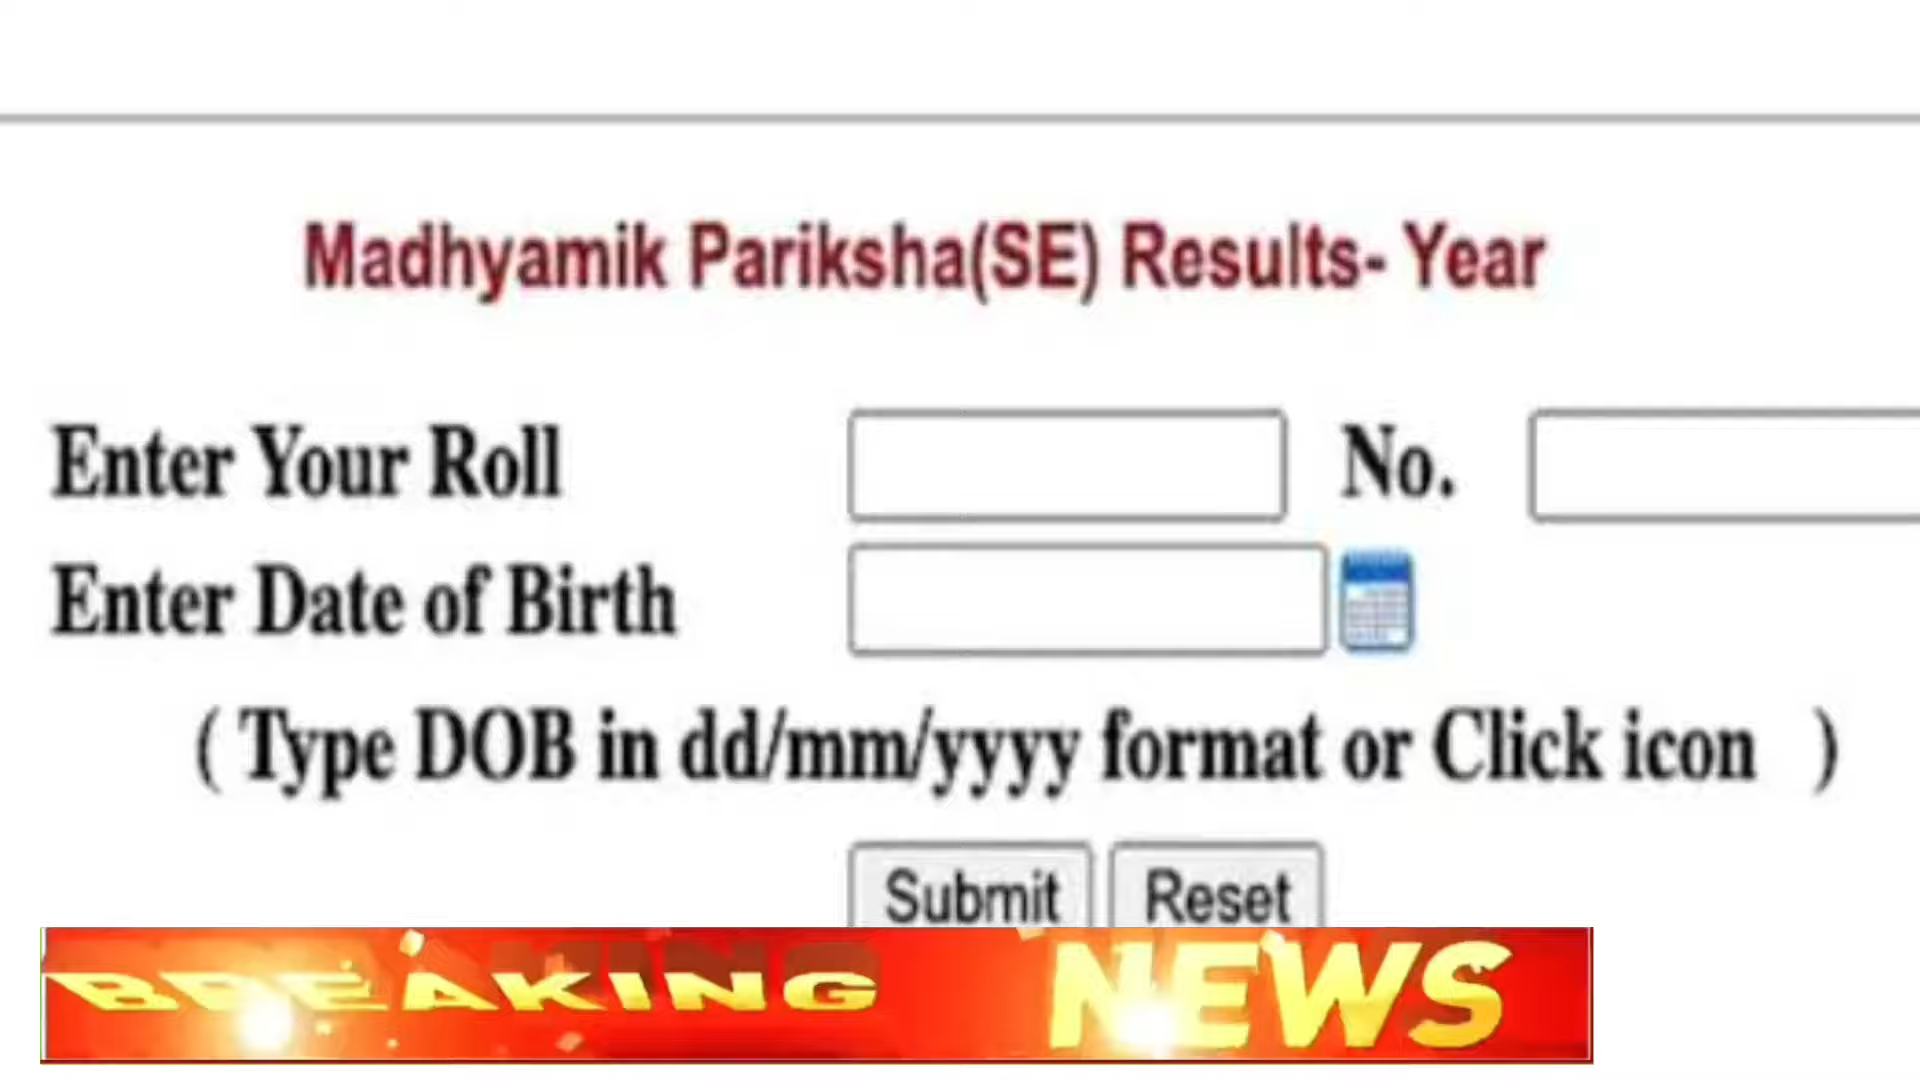 Madhyamik Pariksha(SE) Results- Year
Enter Your Roll No.
Enter Date of Birth
( Type DOB in dd/mm/yyyy format or Click icon )
Submit Reset
BREAKING NEWS